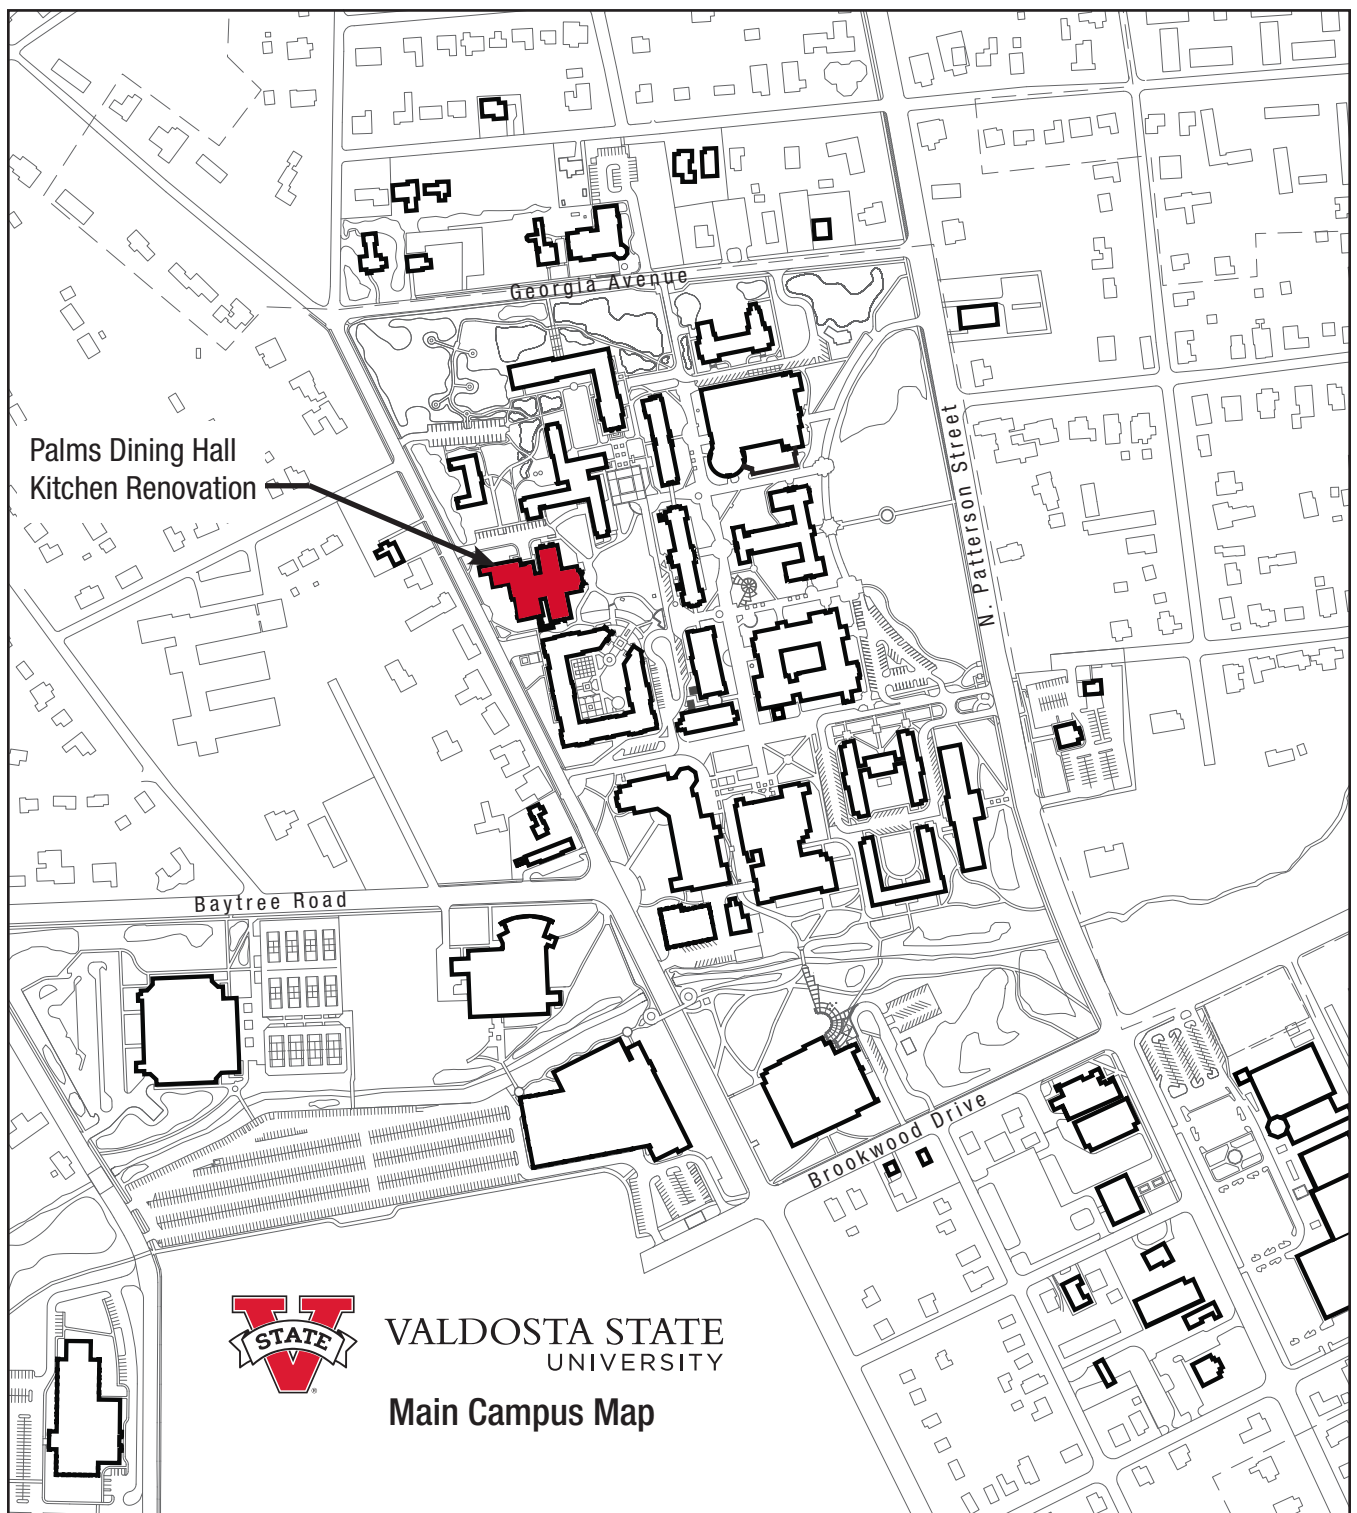 Georgia Avenue
Palms Dining Hall
Kitchen Renovation
N. Patterson Street
Baytree Road
Brookwood Drive
V
STATE
®
VALDOSTA STATE
UNIVERSITY
Main Campus Map